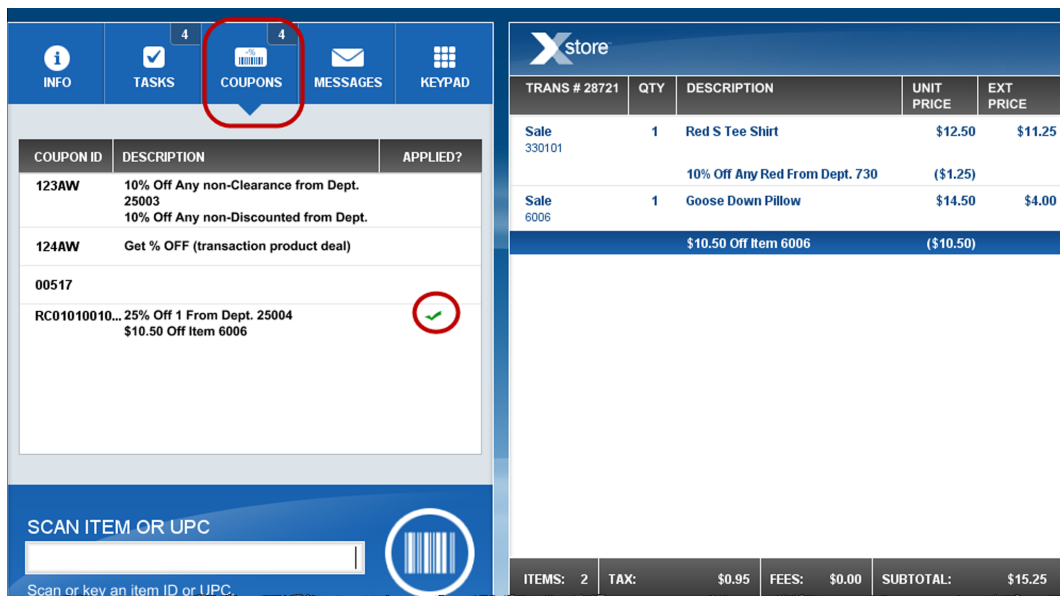 4
4
INFO
TASKS
COUPONS
MESSAGES
KEYPAD
COUPON ID DESCRIPTION APPLIED?
123AW 10% Off Any non-Clearance from Dept.
25003
10% Off Any non-Discounted from Dept.
124AW Get % OFF (transaction product deal)
00517
RC01010010... 25% Off 1 From Dept. 25004
$10.50 Off Item 6006
SCAN ITEM OR UPC
Scan or key an item ID or UPC.
Xstore
TRANS # 28721 QTY DESCRIPTION UNIT PRICE EXT PRICE
Sale 1 Red S Tee Shirt $12.50 $11.25
330101
10% Off Any Red From Dept. 730 ($1.25)
Sale 1 Goose Down Pillow $14.50 $4.00
6006
$10.50 Off Item 6006 ($10.50)
ITEMS: 2 TAX: $0.95 FEES: $0.00 SUBTOTAL: $15.25